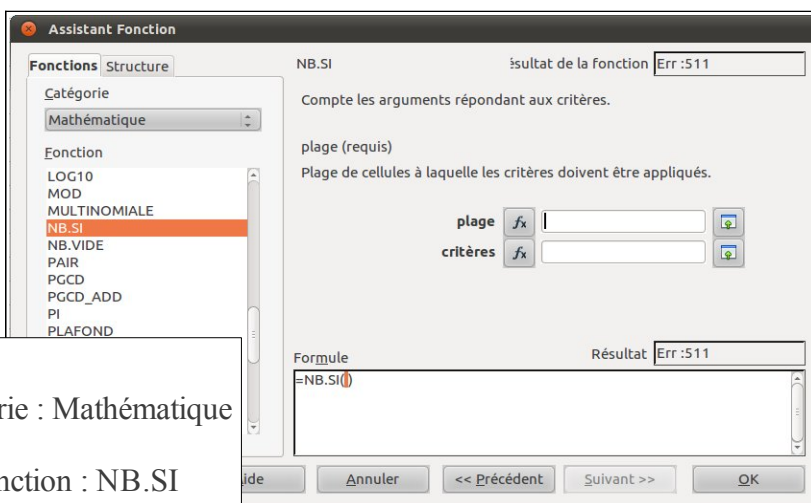 Assistant Fonction
Fonctions Structure
Catégorie
Mathématique
Fonction
LOG10
MOD
MULTINOMIALE
NB.SI
NB.VIDE
PAIR
PGCD
PGCD_ADD
PI
PLAFOND
NB.SI
sultat de la fonction Err :511
Compte les arguments répondant aux critères.
plage (requis)
Plage de cellules à laquelle les critères doivent être appliqués.
plage fx
critères fx
Formule
Résultat Err :511
=NB.SI()
rie : Mathématique
nction : NB.SI
ide Annuler << Précédent Suivant >> OK